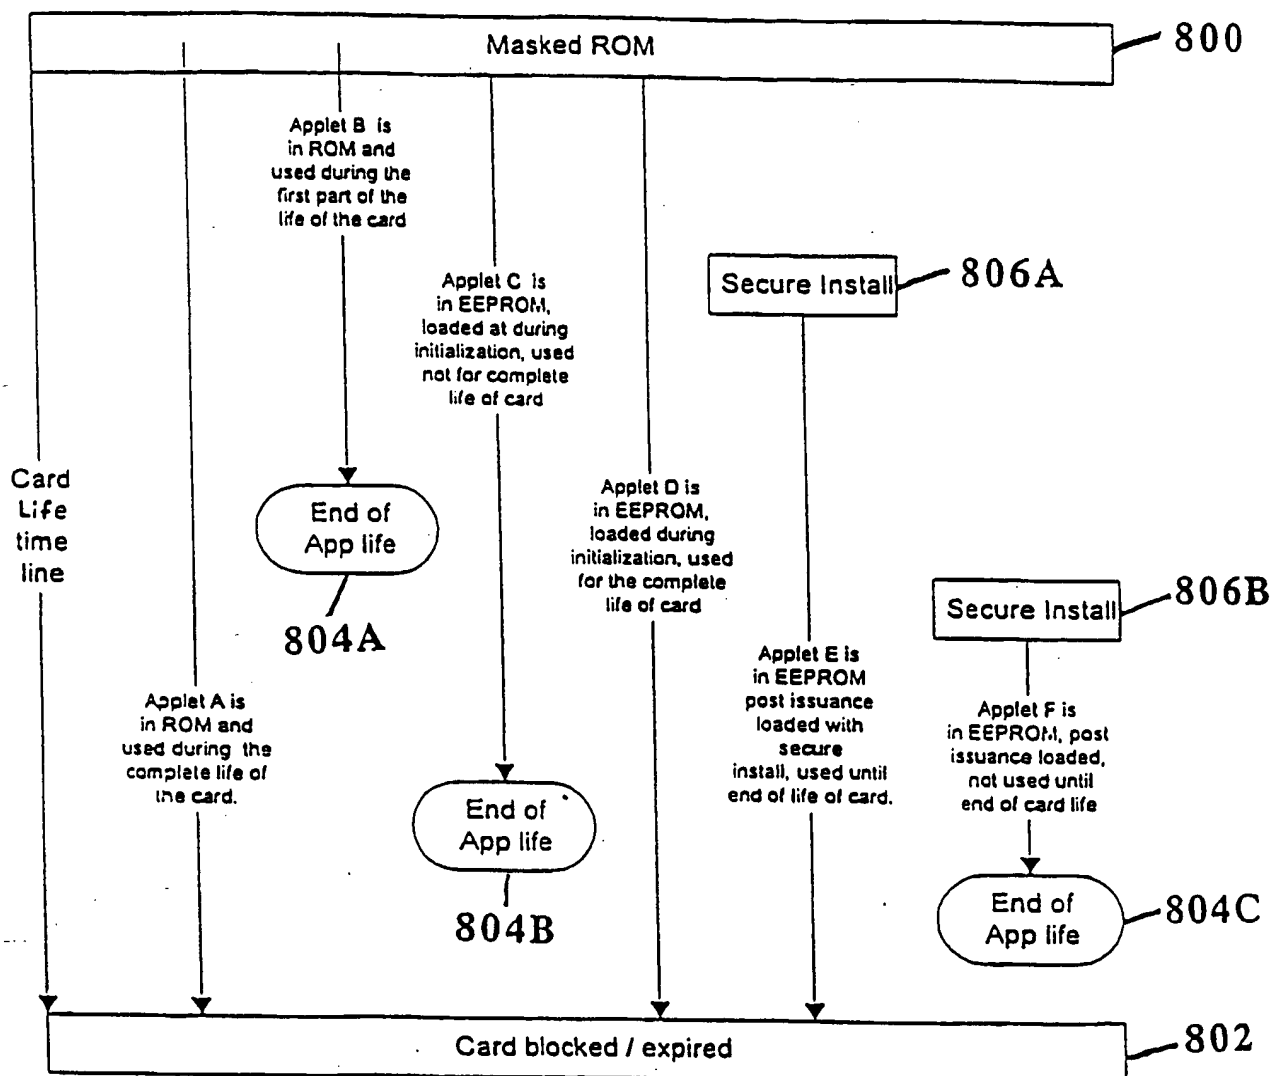 Masked ROM
800
Applet B is
in ROM and
used during the
first part of the
life of the card
Applet C is
in EEPROM,
loaded at during
initialization, used
not for complete
life of card
Secure Install
806A
Card
Life
time
line
End of
App life
804A
Applet D is
in EEPROM,
loaded during
initialization, used
for the complete
life of card
Secure Install
806B
Applet A is
in ROM and
used during the
complete life of
the card.
Applet E is
in EEPROM
post issuance
loaded with
secure
install, used until
end of life of card.
Applet F is
in EEPROM, post
issuance loaded,
not used until
end of card life
End of
App life
804B
End of
App life
804C
Card blocked / expired
802